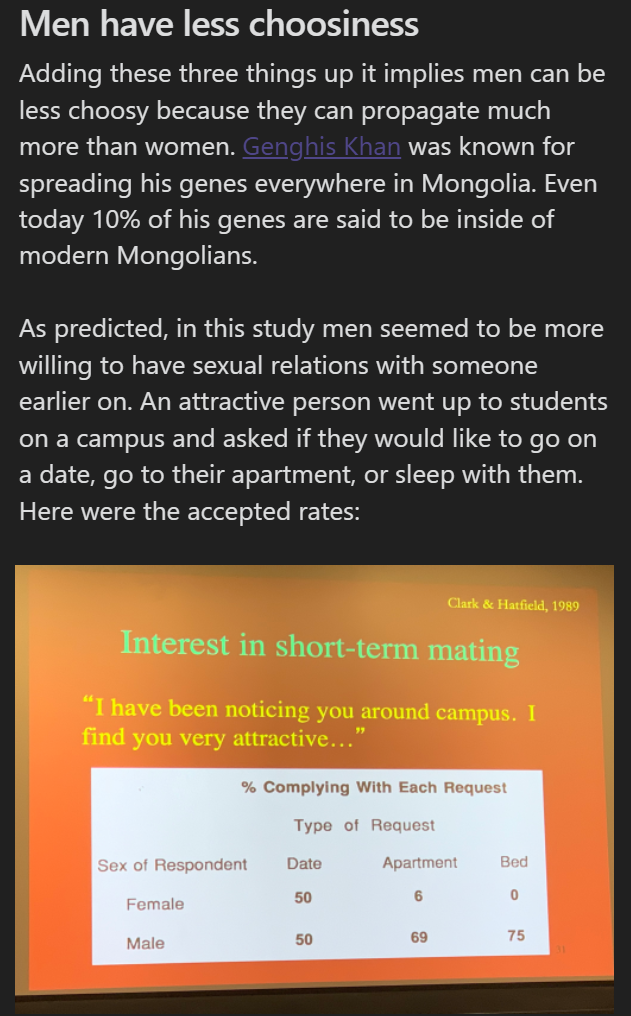 Men have less choosiness
Adding these three things up it implies men can be
less choosy because they can propagate much
more than women. Genghis Khan was known for
spreading his genes everywhere in Mongolia. Even
today 10% of his genes are said to be inside of
modern Mongolians.
As predicted, in this study men seemed to be more
willing to have sexual relations with someone
earlier on. An attractive person went up to students
on a campus and asked if they would like to go on
a date, go to their apartment, or sleep with them.
Here were the accepted rates:
Clark & Hatfield, 1989
Interest in short-term mating
“I have been noticing you around campus. I
find you very attractive…”
% Complying With Each Request
Type of Request
Sex of Respondent Date Apartment Bed
Female 50 6 0
Male 50 69 75